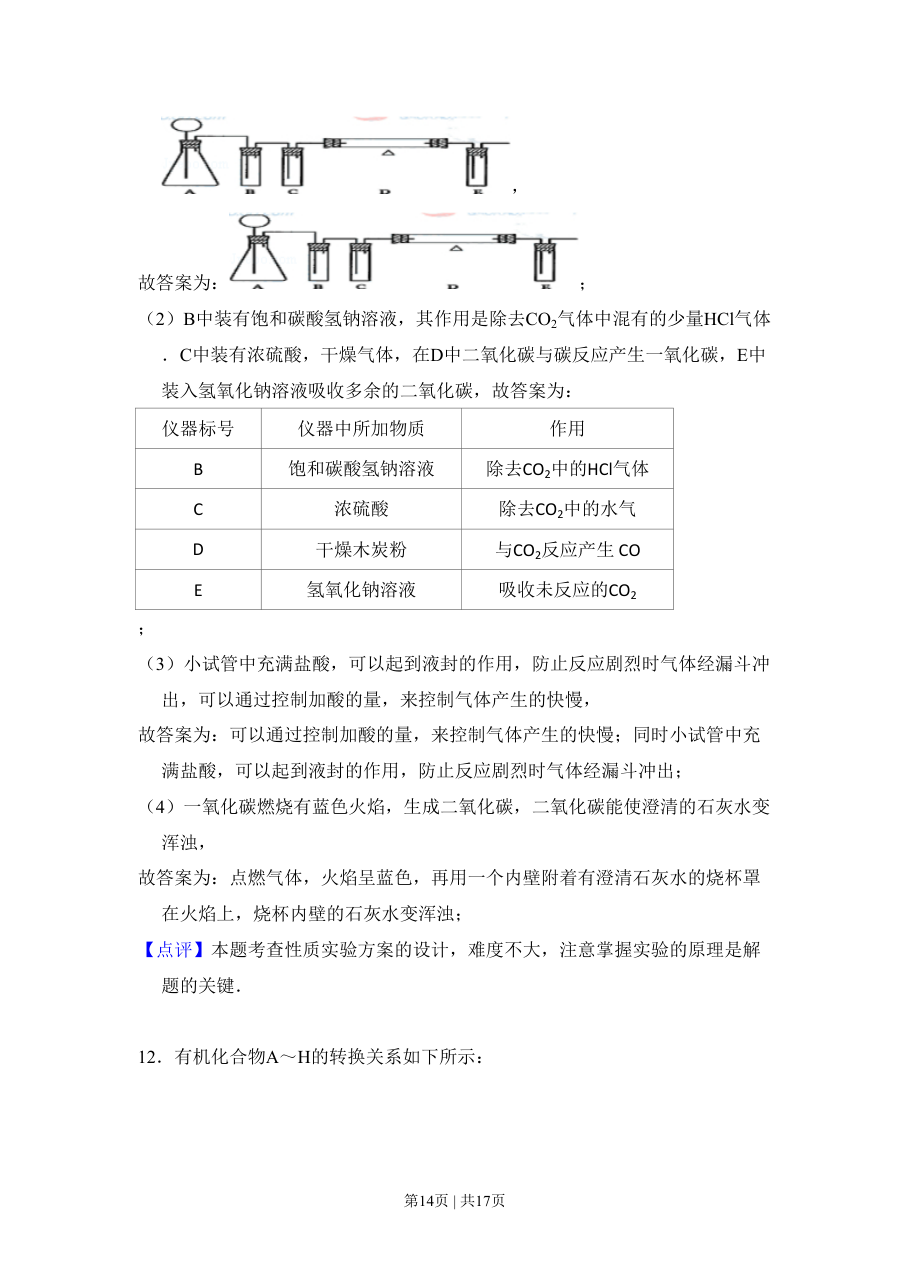 A B C D E ，
故答案为： A B C D E ；
（2）B中装有饱和碳酸氢钠溶液，其作用是除去CO₂气体中混有的少量HCl气体
．C中装有浓硫酸，干燥气体，在D中二氧化碳与碳反应产生一氧化碳，E中
装入氢氧化钠溶液吸收多余的二氧化碳，故答案为：
仪器标号 仪器中所加物质 作用
B 饱和碳酸氢钠溶液 除去CO₂中的HCl气体
C 浓硫酸 除去CO₂中的水气
D 干燥木炭粉 与CO₂反应产生 CO
E 氢氧化钠溶液 吸收未反应的CO₂
；
（3）小试管中充满盐酸，可以起到液封的作用，防止反应剧烈时气体经漏斗冲
出，可以通过控制加酸的量，来控制气体产生的快慢，
故答案为：可以通过控制加酸的量，来控制气体产生的快慢；同时小试管中充
满盐酸，可以起到液封的作用，防止反应剧烈时气体经漏斗冲出；
（4）一氧化碳燃烧有蓝色火焰，生成二氧化碳，二氧化碳能使澄清的石灰水变
浑浊，
故答案为：点燃气体，火焰呈蓝色，再用一个内壁附着有澄清石灰水的烧杯罩
在火焰上，烧杯内壁的石灰水变浑浊；
【点评】本题考查性质实验方案的设计，难度不大，注意掌握实验的原理是解
题的关键．
12．有机化合物A～H的转换关系如下所示：
第14页 | 共17页